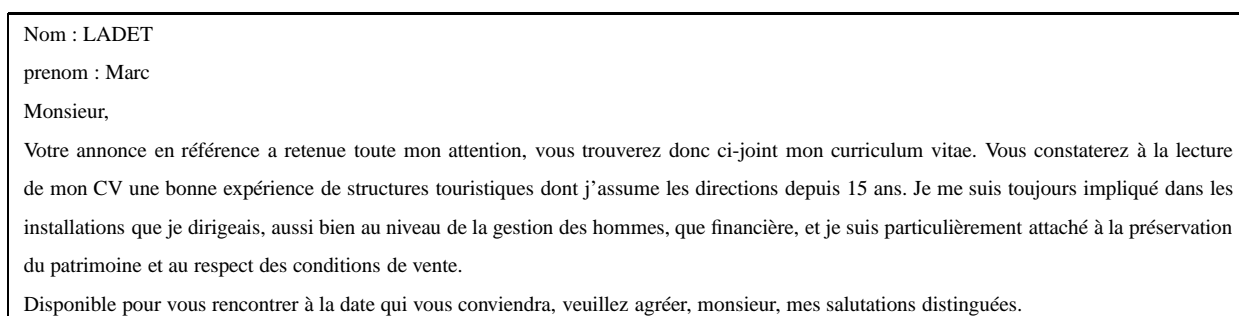 Nom : LADET
prenom : Marc
Monsieur,
Votre annonce en référence a retenue toute mon attention, vous trouverez donc ci-joint mon curriculum vitae. Vous constaterez à la lecture
de mon CV une bonne expérience de structures touristiques dont j'assume les directions depuis 15 ans. Je me suis toujours impliqué dans les
installations que je dirigeais, aussi bien au niveau de la gestion des hommes, que financière, et je suis particulièrement attaché à la préservation
du patrimoine et au respect des conditions de vente.
Disponible pour vous rencontrer à la date qui vous conviendra, veuillez agréer, monsieur, mes salutations distinguées.